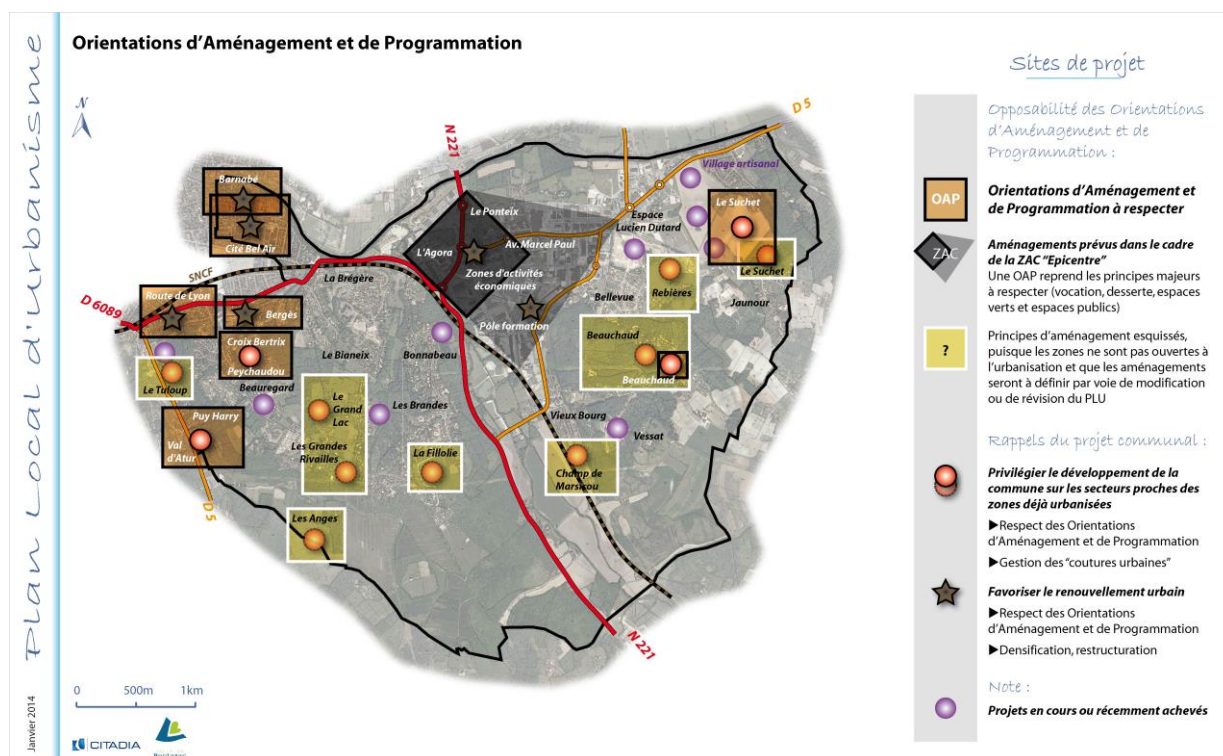 Plan Local d'urbanisme
Janvier 2014
Orientations d'Aménagement et de Programmation
N
D 5
N 221
Village artisanal
Barnabé
Le Ponteix
Le Suchet
Espace
Lucien Dutard
Cité Bel Air
L'Agora
Av. Marcel Paul
SNCF
La Brégère
Zones d'activités
économiques
Le Suchet
Rebières
Bellevue
Jaunour
Route de Lyon
D 6089
Bergès
Pôle formation
Croix Bertrix
Peychaudou
Le Bianeix
Bonnabeau
Beauchaud
Beauchaud
Le Tuloup
Beauregard
Le
Grand
Lac
Les Brandes
Vieux Bourg
Vessat
Puy Harry
Val
d'Atur
Les Grandes
Rivailles
La Fillolie
Champ de
Marsicou
D 5
Les Anges
N 221
0 500m 1km
CITADIA
Sites de projet
Opposabilité des Orientations
d'Aménagement et de
Programmation :
OAP
Orientations d'Aménagement et
de Programmation à respecter
ZAC
Aménagements prévus dans le cadre
de la ZAC "Epicentre"
Une OAP reprend les principes majeurs
à respecter (vocation, desserte, espaces
verts et espaces publics)
?
Principes d'aménagement esquissés,
puisque les zones ne sont pas ouvertes à
l'urbanisation et que les aménagements
seront à définir par voie de modification
ou de révision du PLU
Rappels du projet communal :
Privilégier le développement de la
commune sur les secteurs proches des
zones déjà urbanisées
▶Respect des Orientations
d'Aménagement et de Programmation
▶Gestion des "coutures urbaines"
Favoriser le renouvellement urbain
▶Respect des Orientations
d'Aménagement et de Programmation
▶Densification, restructuration
Note :
Projets en cours ou récemment achevés